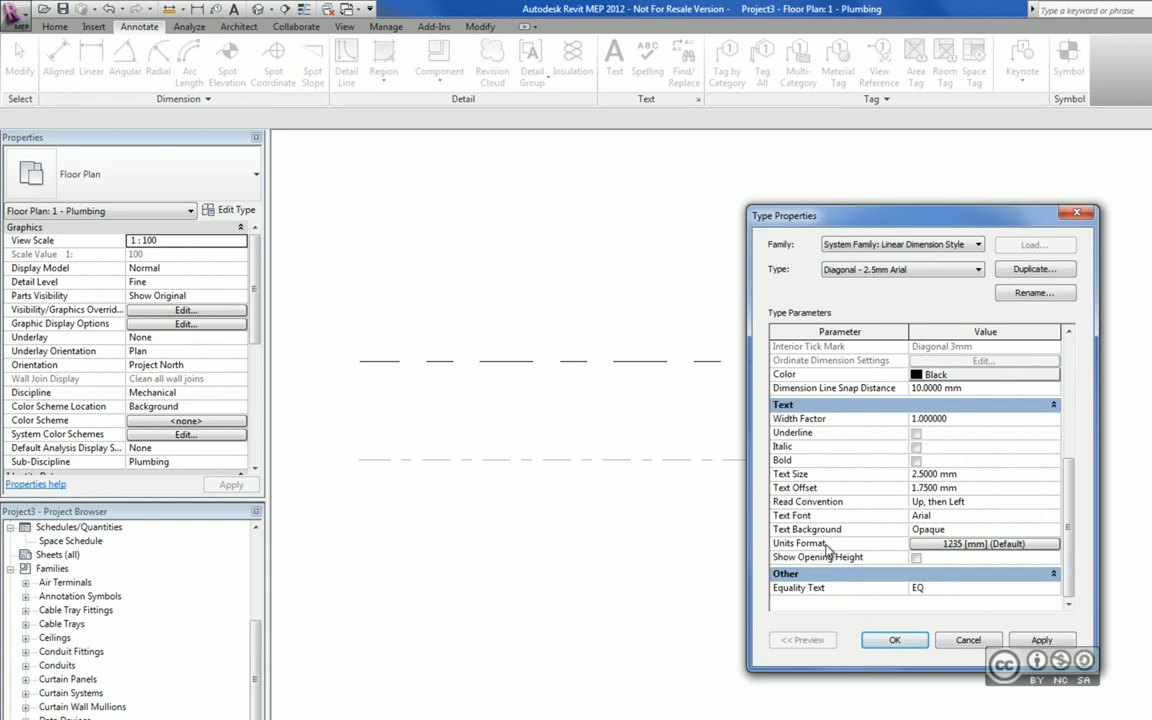 Autodesk Revit MEP 2012 - Not For Resale Version - Project3 - Floor Plan: 1 - Plumbing
Type a keyword or phrase
MEP
Home Insert Annotate Analyze Architect Collaborate View Manage Add-Ins Modify
Modify Aligned Linear Angular Radial Arc Length Spot Elevation Spot Coordinate Spot Slope Detail Line Region Component Revision Cloud Detail Group Insulation Text Spelling Find/ Replace Tag by Category Tag All Multi- Category Material Tag View Reference Area Tag Room Tag Space Tag Keynote Symbol
Select Dimension Detail Text Tag Symbol
Properties
Floor Plan
Floor Plan: 1 - Plumbing Edit Type
Graphics
View Scale 1 : 100
Scale Value 1: 100
Display Model Normal
Detail Level Fine
Parts Visibility Show Original
Visibility/Graphics Overrid... Edit...
Graphic Display Options Edit...
Underlay None
Underlay Orientation Plan
Orientation Project North
Wall Join Display Clean all wall joins
Discipline Mechanical
Color Scheme Location Background
Color Scheme <none>
System Color Schemes Edit...
Default Analysis Display S... None
Sub-Discipline Plumbing
Properties help Apply
Project3 - Project Browser
Schedules/Quantities
Space Schedule
Sheets (all)
Families
Air Terminals
Annotation Symbols
Cable Tray Fittings
Cable Trays
Ceilings
Conduit Fittings
Conduits
Curtain Panels
Curtain Systems
Curtain Wall Mullions
Type Properties
Family: System Family: Linear Dimension Style Load...
Type: Diagonal - 2.5mm Arial Duplicate...
Rename...
Type Parameters
Parameter Value
Interior Tick Mark Diagonal 3mm
Ordinate Dimension Settings Edit...
Color Black
Dimension Line Snap Distance 10.0000 mm
Text
Width Factor 1.000000
Underline
Italic
Bold
Text Size 2.5000 mm
Text Offset 1.7500 mm
Read Convention Up, then Left
Text Font Arial
Text Background Opaque
Units Format 1235 [mm] (Default)
Show Opening Height
Other
Equality Text EQ
<< Preview OK Cancel Apply
cc
BY NC SA